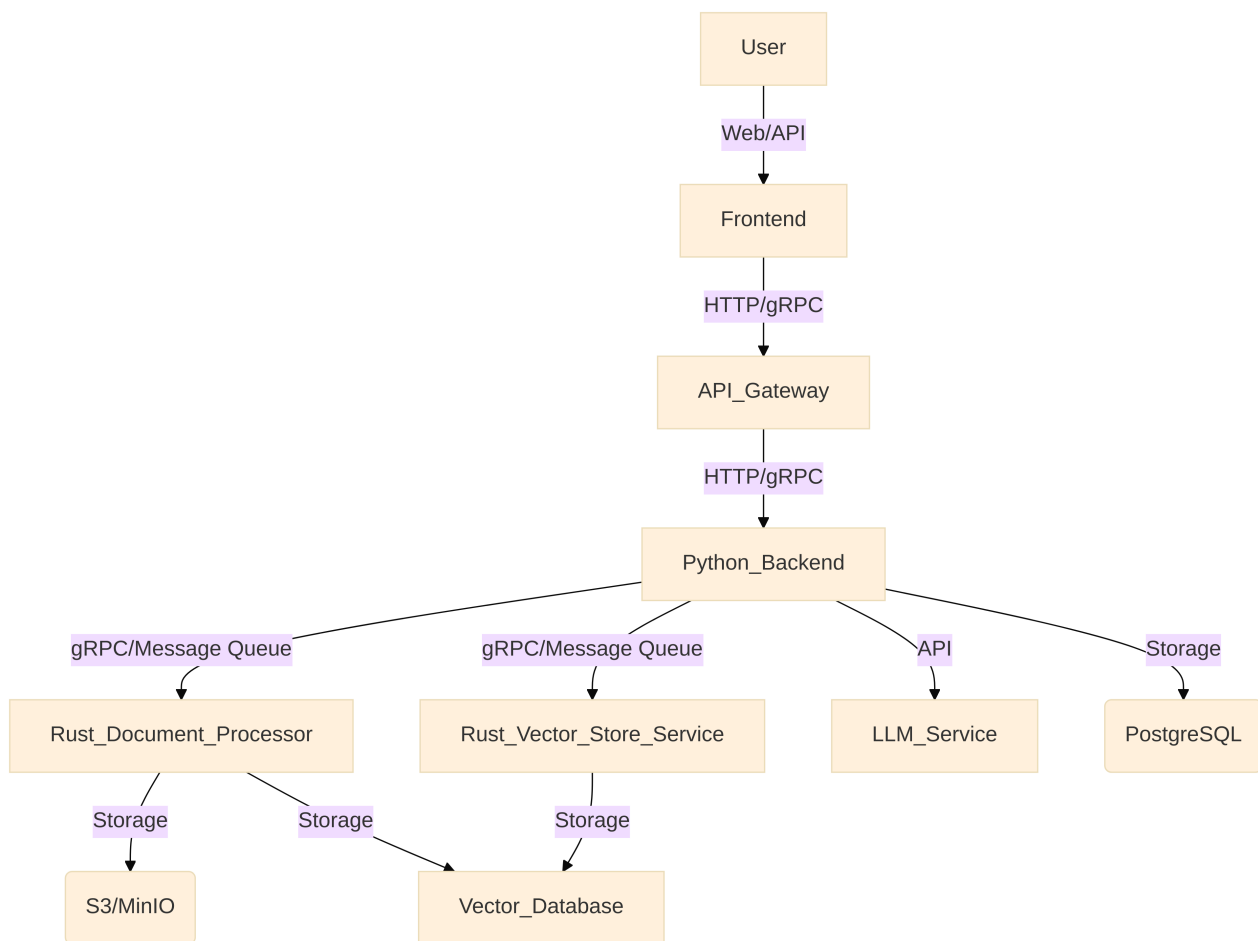 User
Web/API
Frontend
HTTP/gRPC
API_Gateway
HTTP/gRPC
Python_Backend
gRPC/Message Queue
gRPC/Message Queue
API
Storage
Rust_Document_Processor
Rust_Vector_Store_Service
LLM_Service
PostgreSQL
Storage
Storage
Storage
S3/MinIO
Vector_Database